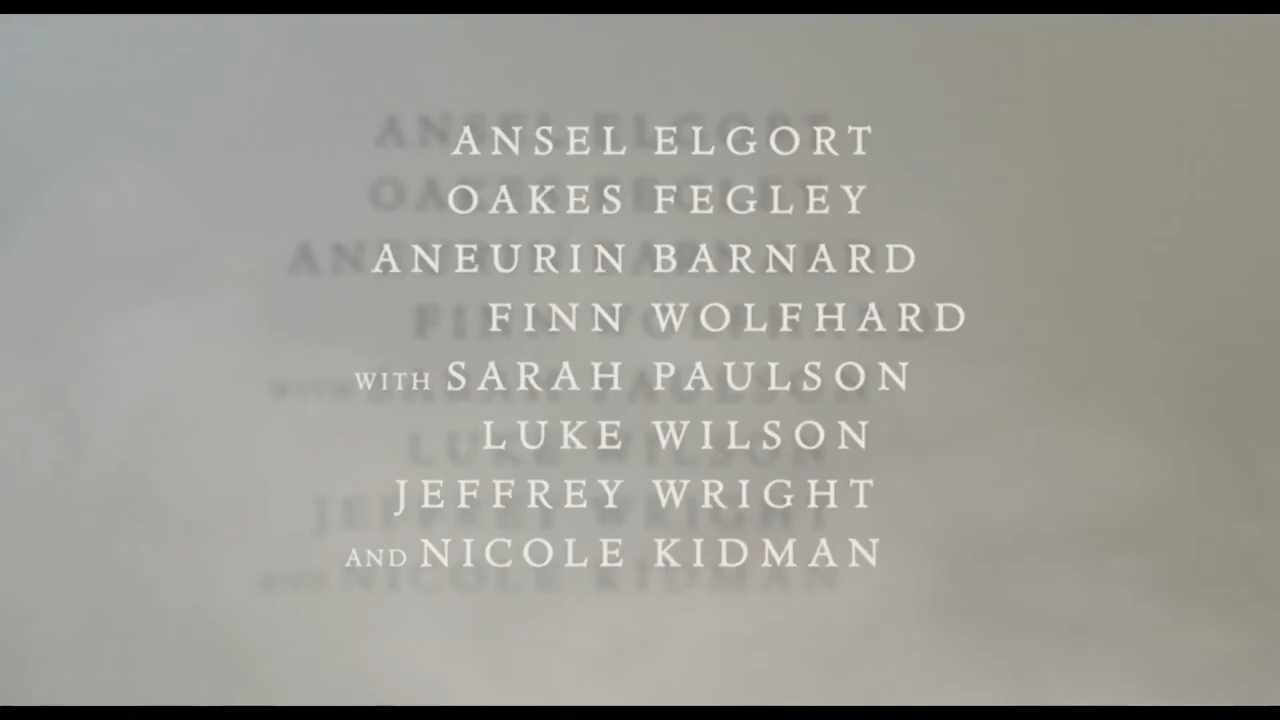 ANSEL ELGORT
OAKES FEGLEY
ANEURIN BARNARD
FINN WOLFHARD
WITH SARAH PAULSON
LUKE WILSON
JEFFREY WRIGHT
AND NICOLE KIDMAN